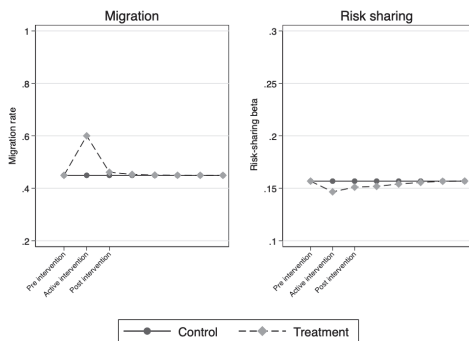 Migration
Migration rate
1
.8
.6
.4
.2
Pre intervention
Active intervention
Post intervention
Risk sharing
Risk-sharing beta
.3
.25
.2
.15
.1
Pre intervention
Active intervention
Post intervention
Control
Treatment